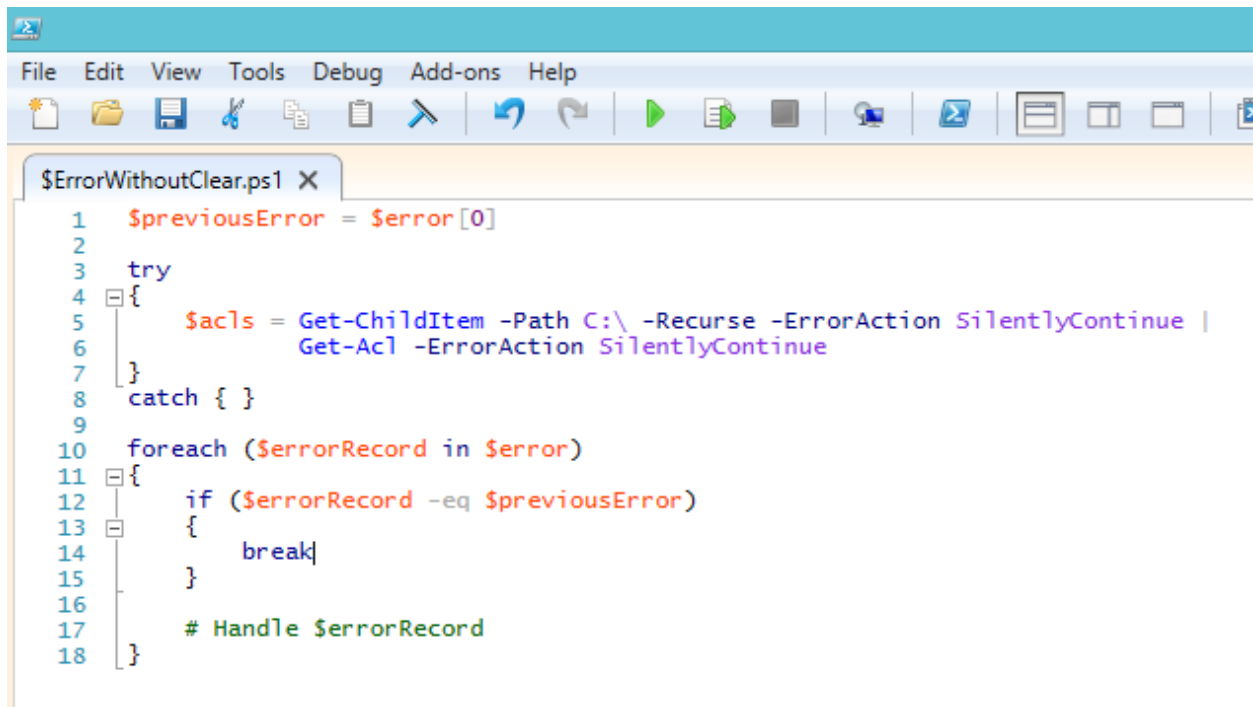 File Edit View Tools Debug Add-ons Help
$ErrorWithoutClear.ps1
1 $previousError = $error[0]
2
3 try
4 {
5 $acls = Get-ChildItem -Path C:\ -Recurse -ErrorAction SilentlyContinue |
6 Get-Acl -ErrorAction SilentlyContinue
7 }
8 catch { }
9
10 foreach ($errorRecord in $error)
11 {
12 if ($errorRecord -eq $previousError)
13 {
14 break
15 }
16
17 # Handle $errorRecord
18 }